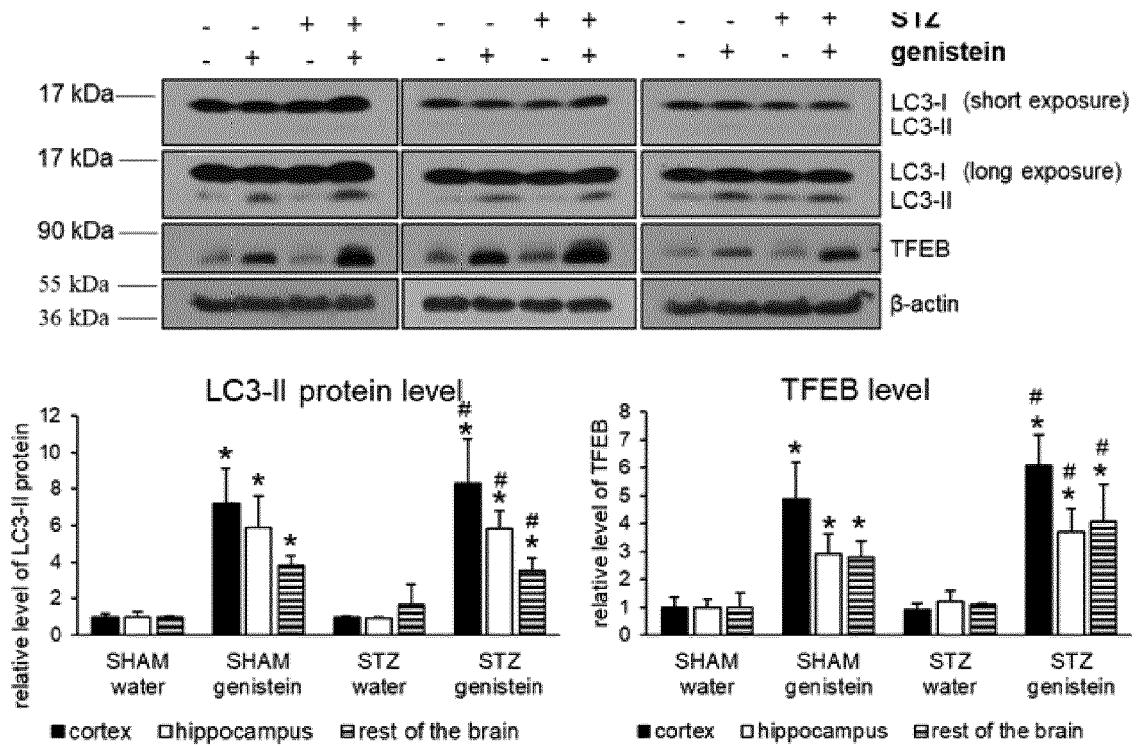 - - + + - - + + - - + + STZ
- + - + - + - + - + - + genistein
17 kDa LC3-I (short exposure)
LC3-II
17 kDa LC3-I (long exposure)
LC3-II
90 kDa TFEB
55 kDa
36 kDa β-actin
LC3-II protein level
relative level of LC3-II protein
12
10
8
6
4
2
0
* * * # * # * # *
SHAM water
SHAM genistein
STZ water
STZ genistein
cortex hippocampus rest of the brain
TFEB level
relative level of TFEB
8
7
6
5
4
3
2
1
0
* * * # * # * # *
SHAM water
SHAM genistein
STZ water
STZ genistein
cortex hippocampus rest of the brain